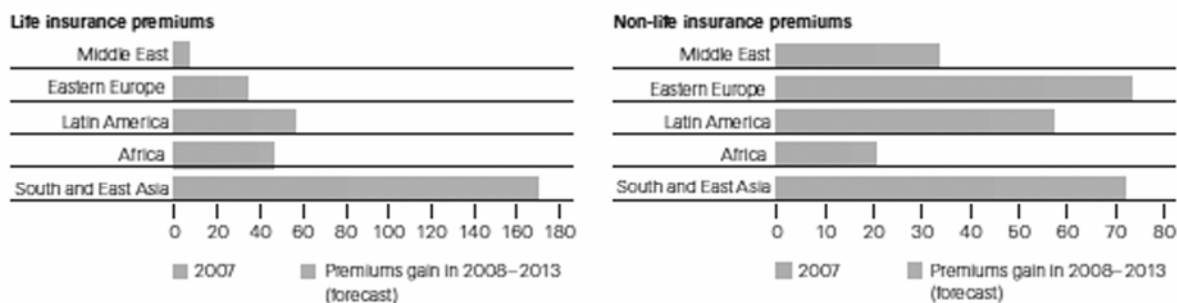 Life insurance premiums
Middle East
Eastern Europe
Latin America
Africa
South and East Asia
0 20 40 60 80 100 120 140 160 180
2007 Premiums gain in 2008–2013
(forecast)
Non-life insurance premiums
Middle East
Eastern Europe
Latin America
Africa
South and East Asia
0 10 20 30 40 50 60 70 80
2007 Premiums gain in 2008–2013
(forecast)